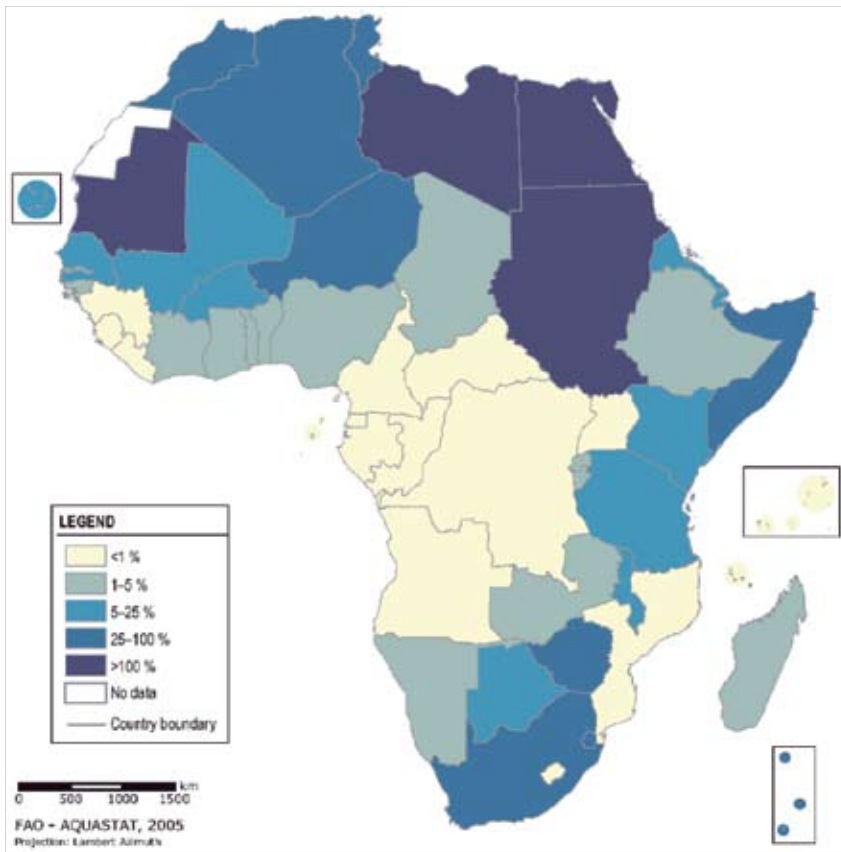 LEGEND
<1 %
1–5 %
5–25 %
25–100 %
>100 %
No data
Country boundary
km
0 500 1000 1500
FAO - AQUASTAT, 2005
Projection: Lambert Azimuth